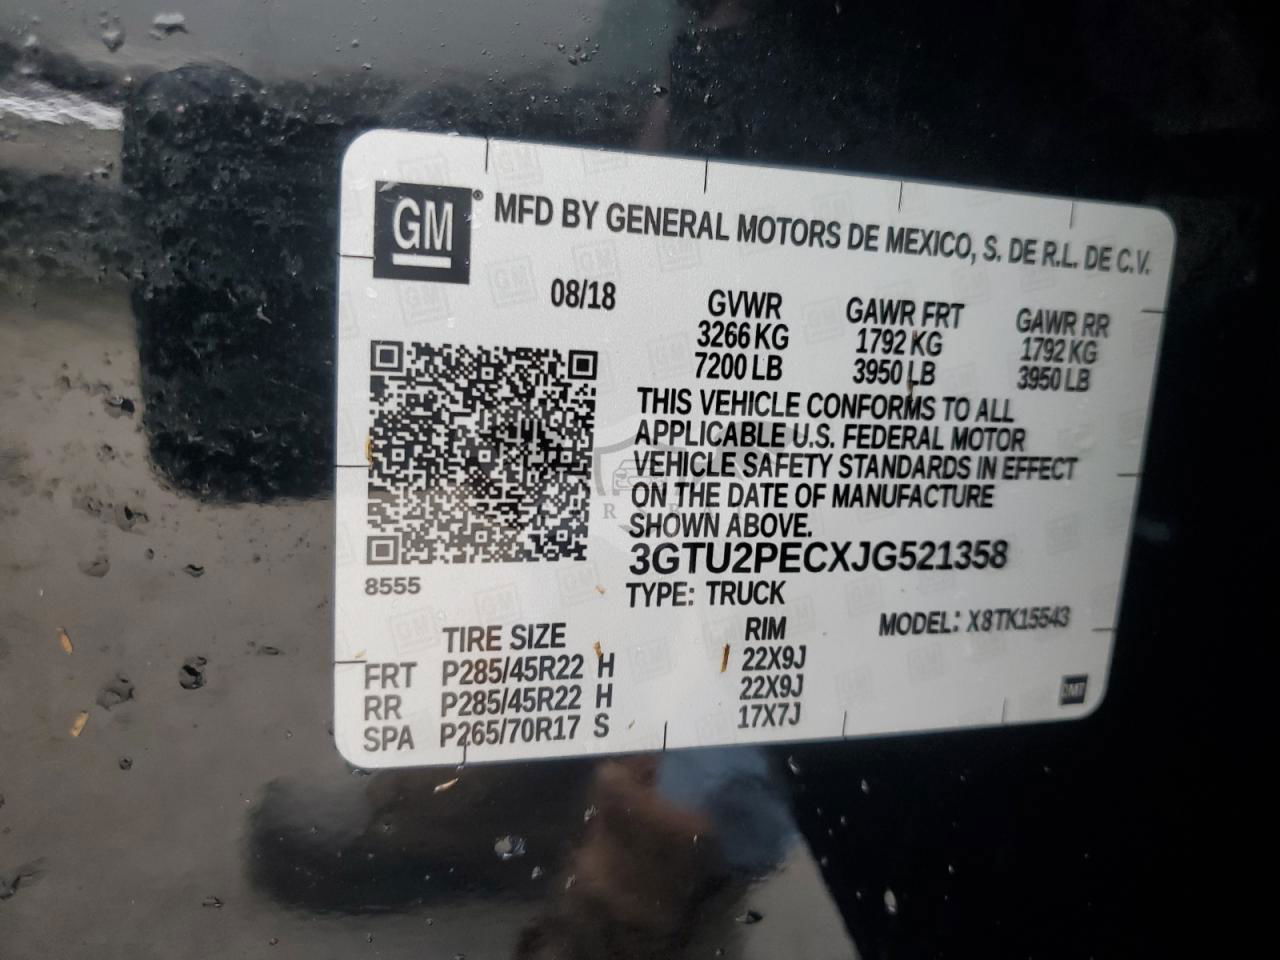 GM® MFD BY GENERAL MOTORS DE MEXICO, S. DE R.L. DE C.V.
08/18 GVWR GAWR FRT GAWR RR
3266 KG 1792 KG 1792 KG
7200 LB 3950 LB 3950 LB
THIS VEHICLE CONFORMS TO ALL
APPLICABLE U.S. FEDERAL MOTOR
VEHICLE SAFETY STANDARDS IN EFFECT
ON THE DATE OF MANUFACTURE
SHOWN ABOVE.
3GTU2PECXJG521358
8555
TYPE: TRUCK
MODEL: X8TK15543
TIRE SIZE RIM
FRT P285/45R22 H 22X9J
RR P285/45R22 H 22X9J
SPA P265/70R17 S 17X7J